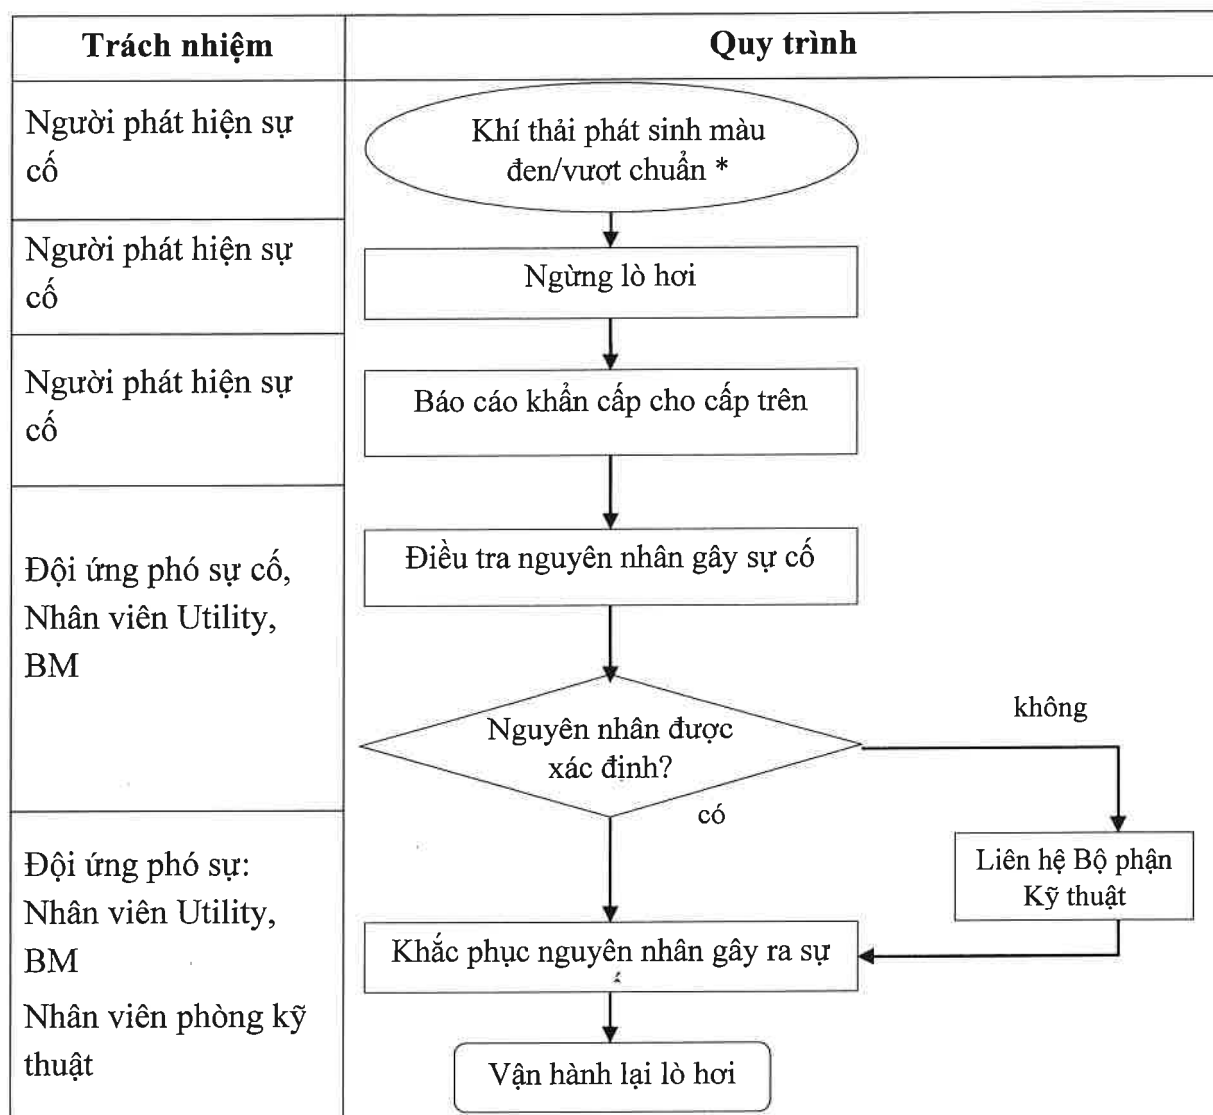 Trách nhiệm
Quy trình
Người phát hiện sự
cố
Khí thải phát sinh màu
đen/vượt chuẩn *
Người phát hiện sự
cố
Ngừng lò hơi
Người phát hiện sự
cố
Báo cáo khẩn cấp cho cấp trên
Đội ứng phó sự cố,
Nhân viên Utility,
BM
Điều tra nguyên nhân gây sự cố
Nguyên nhân được
xác định?
không
có
Liên hệ Bộ phận
Kỹ thuật
Đội ứng phó sự:
Nhân viên Utility,
BM
Nhân viên phòng kỹ
thuật
Khắc phục nguyên nhân gây ra sự
Vận hành lại lò hơi